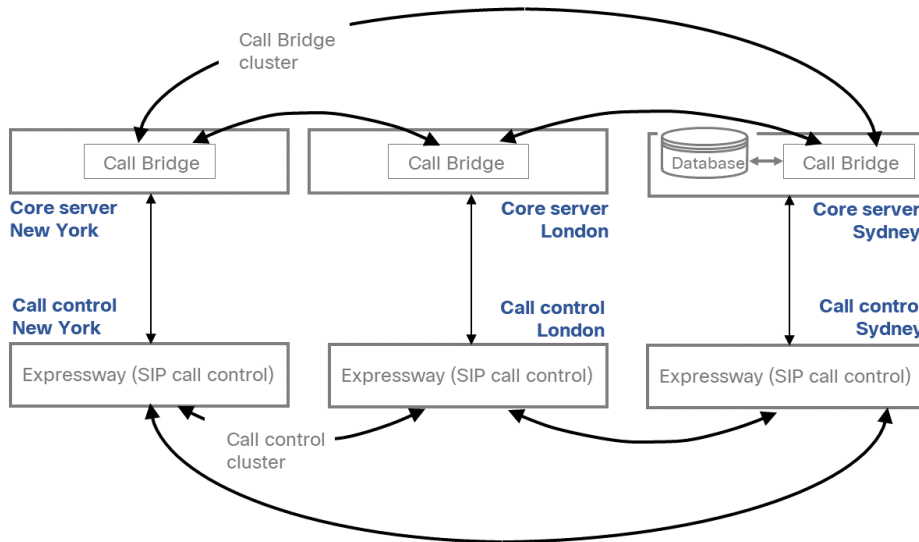 Call Bridge
cluster
Call Bridge
Call Bridge
Database
Call Bridge
Core server
New York
Core server
London
Core server
Sydney
Call control
New York
Call control
London
Call control
Sydney
Expressway (SIP call control)
Expressway (SIP call control)
Expressway (SIP call control)
Call control
cluster